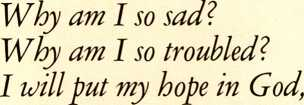 Why am I so sad?
Why am I so troubled?
I will put my hope in God,